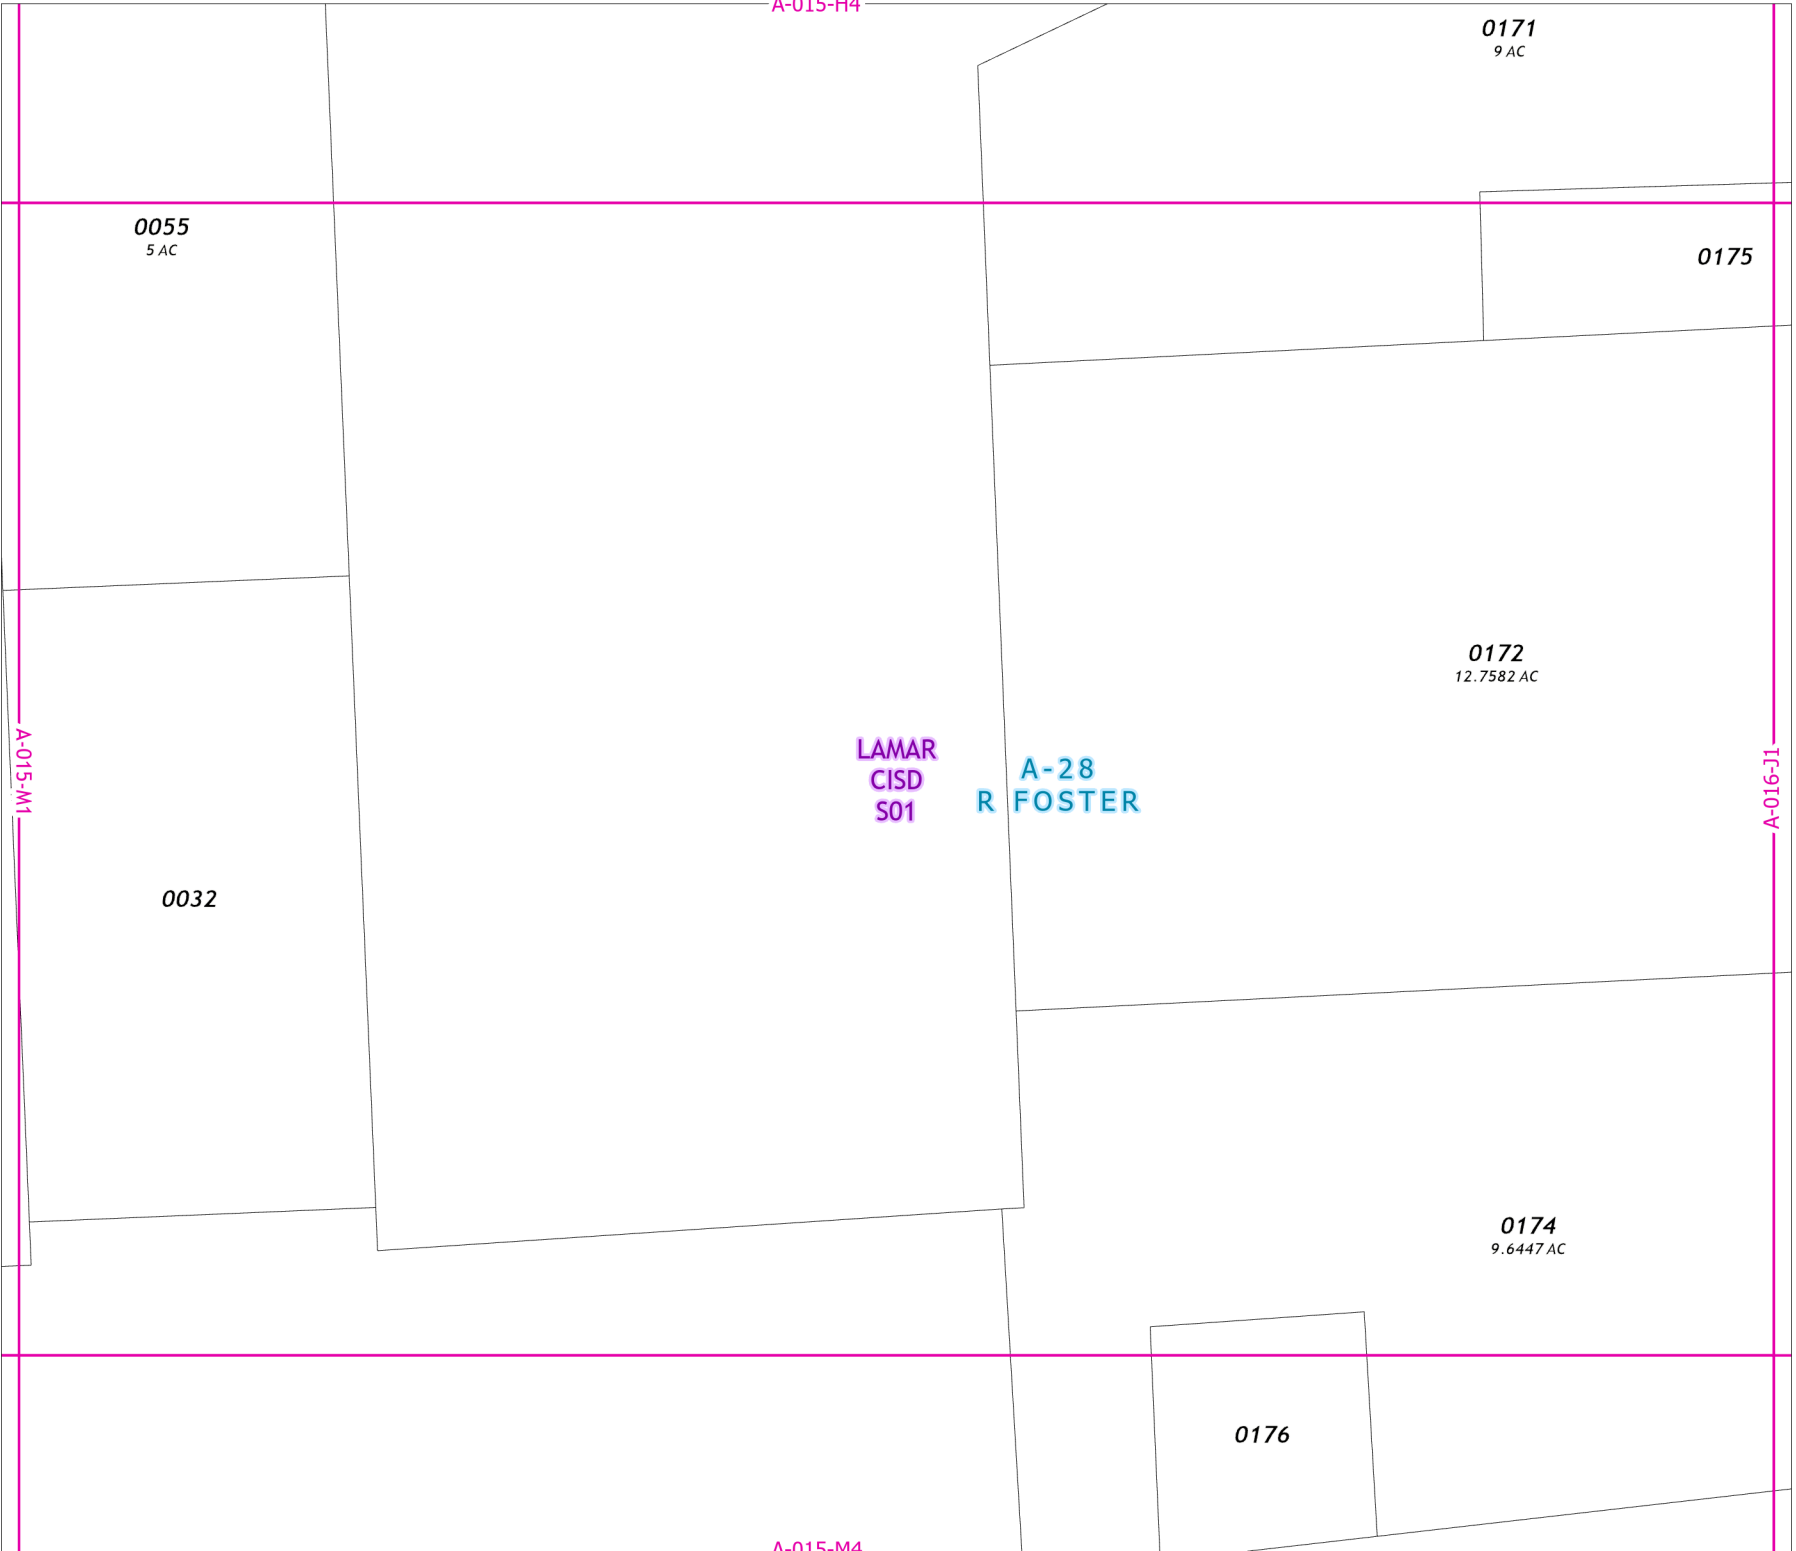 A-015-H4
0171
9 AC
0055
5 AC
0175
0172
12.7582 AC
LAMAR
CISD
S01
A-28
R FOSTER
A-015-M1
A-016-J1
0032
0174
9.6447 AC
0176
A-015-M4